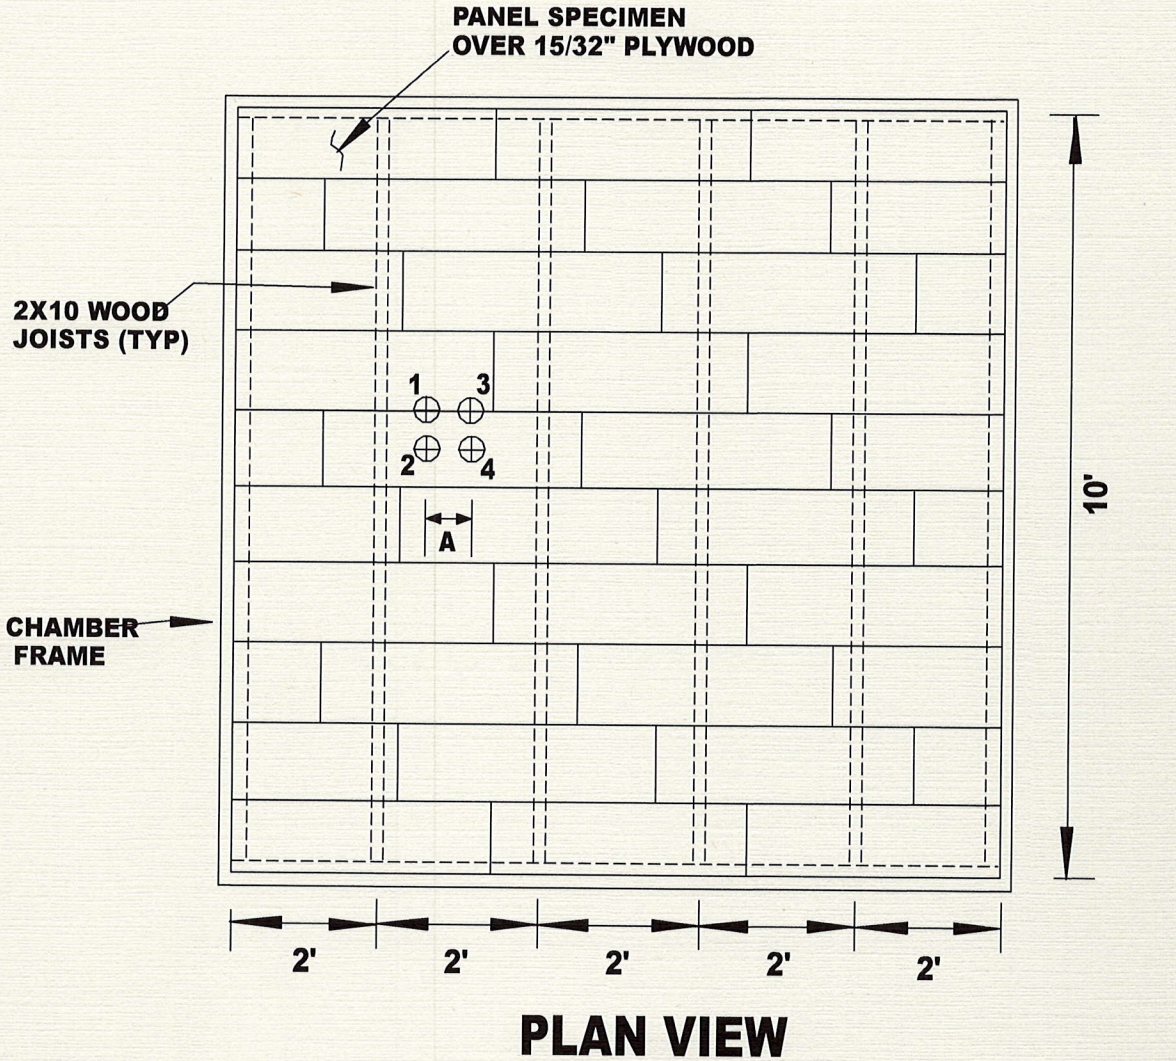 PANEL SPECIMEN
OVER 15/32" PLYWOOD
2X10 WOOD
JOISTS (TYP)
1
3
2
4
A
10'
CHAMBER
FRAME
2'
2'
2'
2'
2'
PLAN VIEW